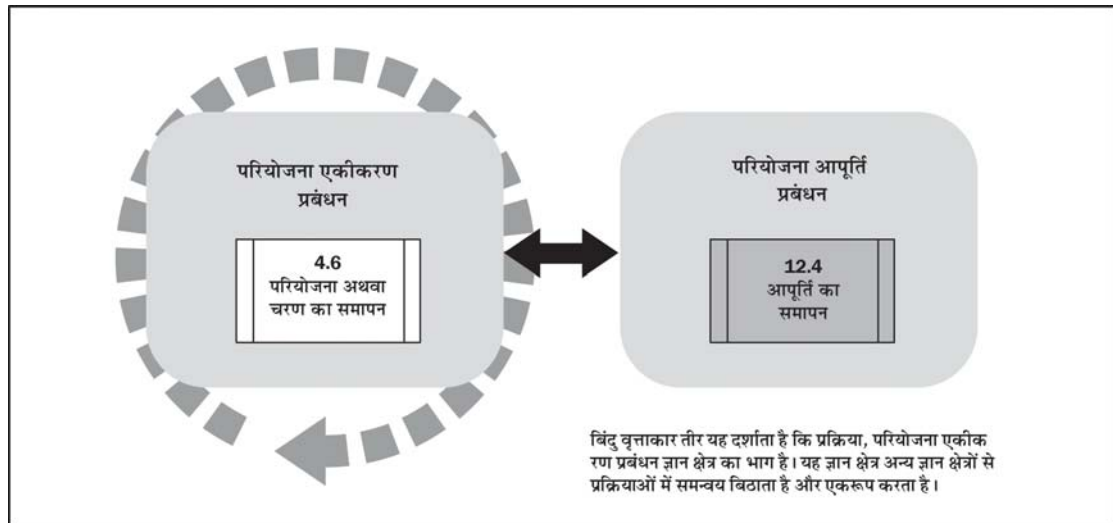 परियोजना एकीकरण
प्रबंधन
4.6
परियोजना अथवा
चरण का समापन
परियोजना आपूर्ति
प्रबंधन
12.4
आपूर्ति का
समापन
बिंदु वृत्ताकार तीर यह दर्शाता है कि प्रक्रिया, परियोजना एकीक
रण प्रबंधन ज्ञान क्षेत्र का भाग है। यह ज्ञान क्षेत्र अन्य ज्ञान क्षेत्रों से
प्रक्रियाओं में समन्वय बिठाता है और एकरूप करता है।